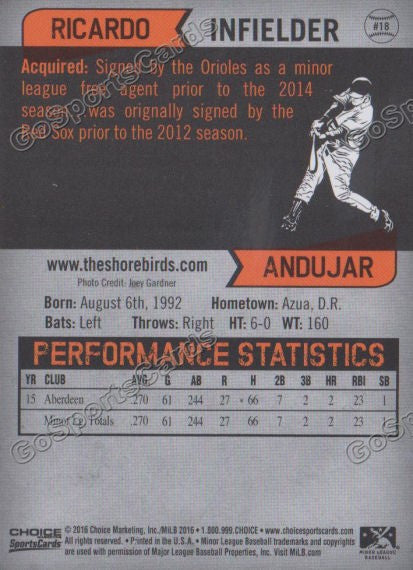 RICARDO INFIELDER #18
Acquired: Signed by the Orioles as a minor
league free agent prior to the 2014
season, was orignally signed by the
Red Sox prior to the 2012 season.
www.theshorebirds.com
Photo Credit: Joey Gardner
ANDUJAR
Born: August 6th, 1992 Hometown: Azua, D.R.
Bats: Left Throws: Right HT: 6-0 WT: 160
PERFORMANCE STATISTICS
YR CLUB AVG G AB R H 2B 3B HR RBI SB
15 Aberdeen .270 61 244 27 66 7 2 2 23 1
Minor Lg Totals .270 61 244 27 66 7 2 2 23 1
CHOICE
SportsCards
© 2016 Choice Marketing, Inc./MiLB 2016 • 1.800.999.CHOICE • www.choicesportscards.com
All rights reserved. • Printed in the U.S.A. • Minor League Baseball trademarks and copyrights
are used with permission of Major League Baseball Properties, Inc. Visit MiLB.com
MINOR LEAGUE
BASEBALL
GoSportsCards
GoSportsCards
GoSportsCards
GoSportsCards
GoSportsCards